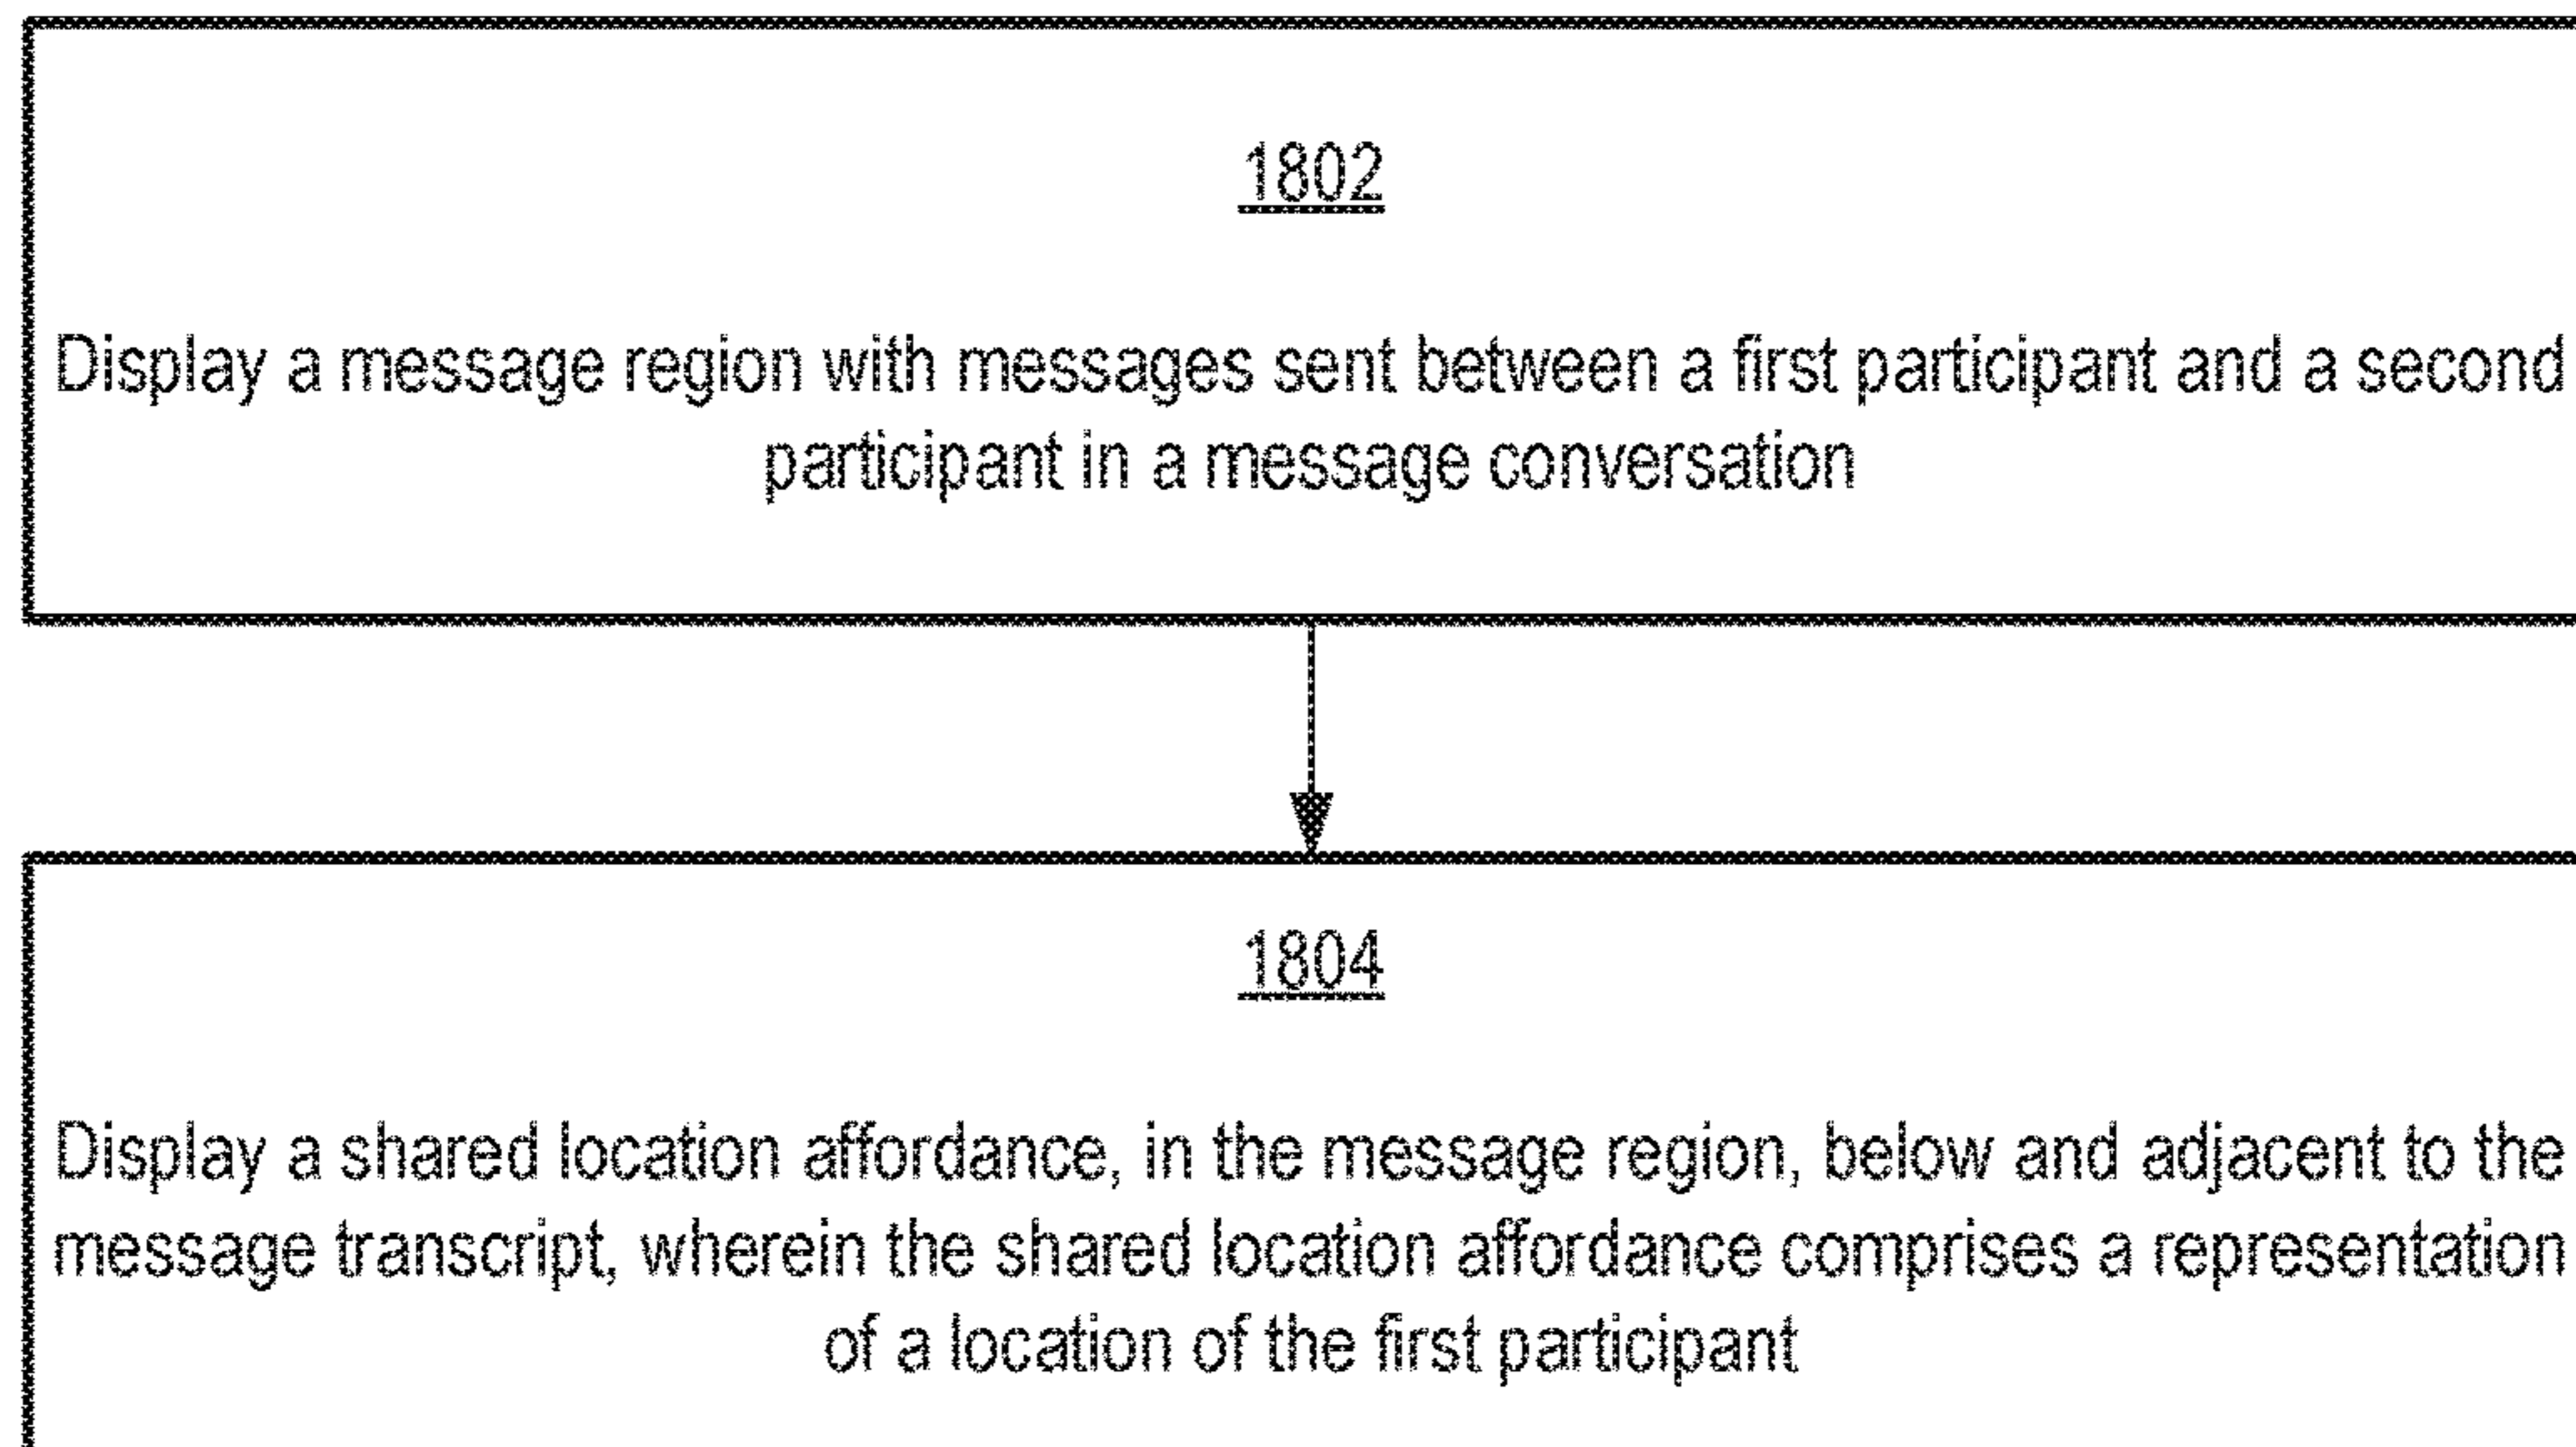 1802
Display a message region with messages sent between a first participant and a second
participant in a message conversation
1804
Display a shared location affordance, in the message region, below and adjacent to the
message transcript, wherein the shared location affordance comprises a representation
of a location of the first participant